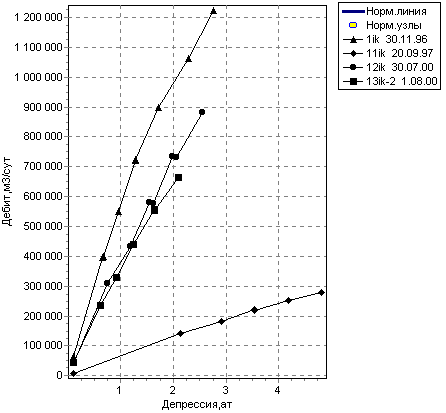 1 200 000
1 100 000
1 000 000
900 000
800 000
700 000
600 000
500 000
400 000
300 000
200 000
100 000
0
Дебит,м3/сут
1
2
3
4
Депрессия,ат
Норм.линия
Норм.узлы
1ik 30.11.96
11ik 20.09.97
12ik 30.07.00
13ik-2 1.08.00